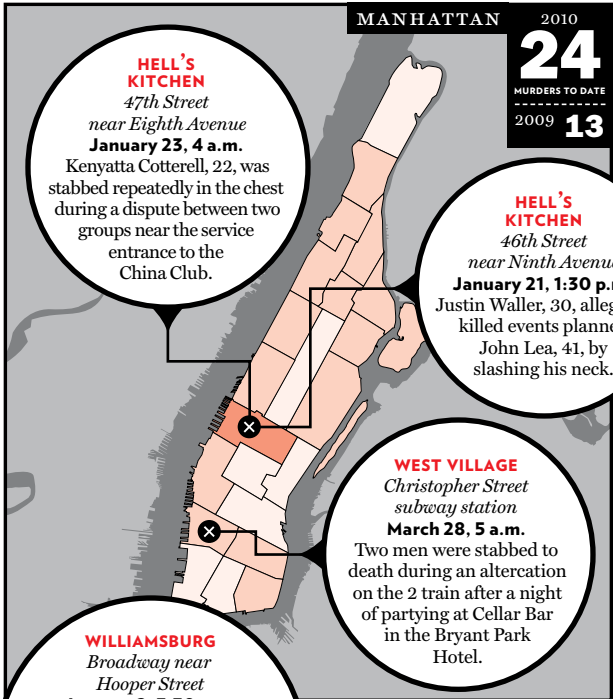 MANHATTAN
2010
24
MURDERS TO DATE
2009 13
HELL'S
KITCHEN
47th Street
near Eighth Avenue
January 23, 4 a.m.
Kenyatta Cotterell, 22, was
stabbed repeatedly in the chest
during a dispute between two
groups near the service
entrance to the
China Club.
HELL'S
KITCHEN
46th Street
near Ninth
January 21, 1:30
Justin Waller, 30,
killed events
John Lea, 41, by
slashing his neck.
WEST VILLAGE
Christopher Street
subway station
March 28, 5 a.m.
Two men were stabbed to
death during an altercation
on the 2 train after a night
of partying at Cellar Bar
in the Bryant Park
Hotel.
WILLIAMSBURG
Broadway near
Hooper Street